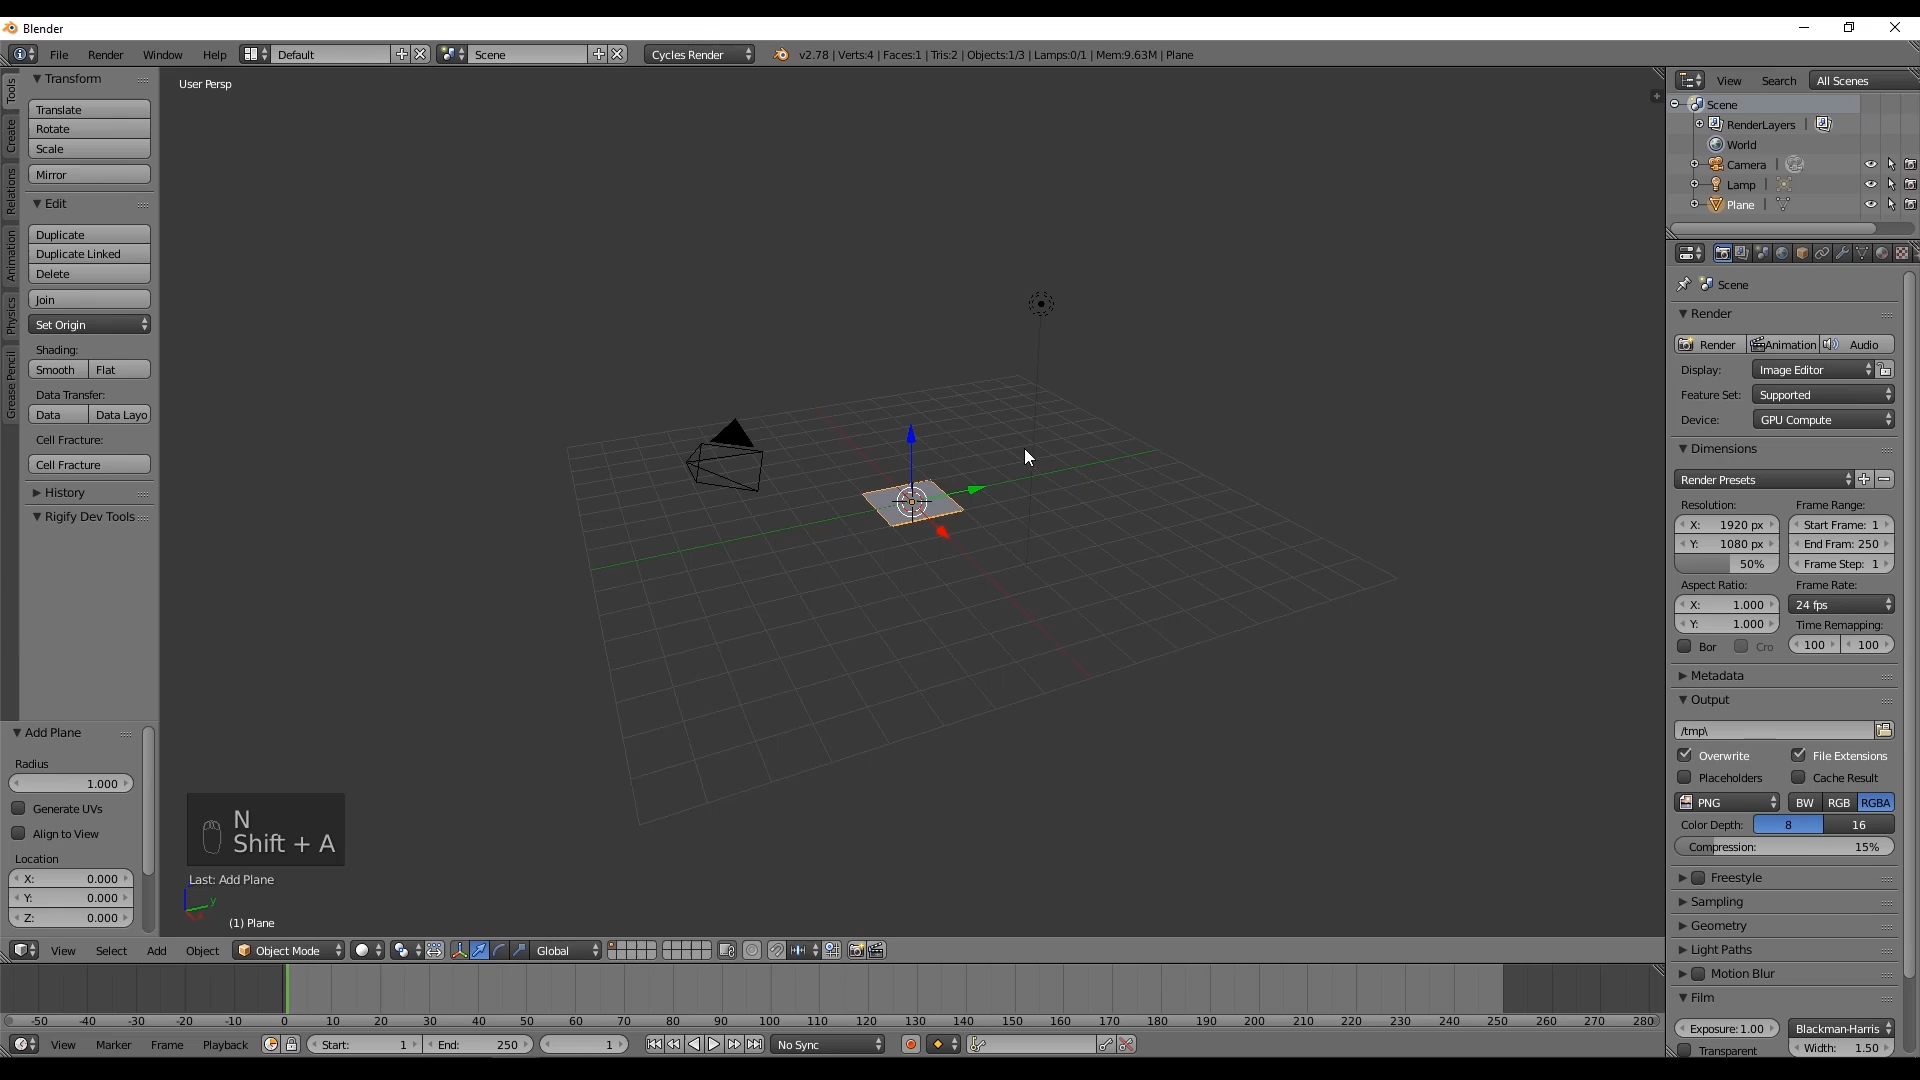 Blender
File Render Window Help Default Scene Cycles Render v2.78 | Verts:4 | Faces:1 | Tris:2 | Objects:1/3 | Lamps:0/1 | Mem:9.63M | Plane
Tools
Create
Relations
Animation
Physics
Grease Pencil
Transform
Translate
Rotate
Scale
Mirror
Edit
Duplicate
Duplicate Linked
Delete
Join
Set Origin
Shading:
Smooth Flat
Data Transfer:
Data Data Layo
Cell Fracture:
Cell Fracture
History
Rigify Dev Tools
Add Plane
Radius
1.000
Generate UVs
Align to View
Location
X: 0.000
Y: 0.000
Z: 0.000
User Persp
N
Shift + A
Last: Add Plane
y
(1) Plane
View Select Add Object Object Mode Global
-50 -40 -30 -20 -10 0 10 20 30 40 50 60 70 80 90 100 110 120 130 140 150 160 170 180 190 200 210 220 230 240 250 260 270 280
View Marker Frame Playback Start: 1 End: 250 1 No Sync
View Search All Scenes
Scene
RenderLayers |
World
Camera |
Lamp |
Plane |
Scene
Render
Render Animation Audio
Display: Image Editor
Feature Set: Supported
Device: GPU Compute
Dimensions
Render Presets
Resolution: Frame Range:
X: 1920 px Start Frame: 1
Y: 1080 px End Fram: 250
50% Frame Step: 1
Aspect Ratio: Frame Rate:
X: 1.000 24 fps
Y: 1.000 Time Remapping:
Bor Cro 100 100
Metadata
Output
/tmp\
Overwrite File Extensions
Placeholders Cache Result
PNG BW RGB RGBA
Color Depth: 8 16
Compression: 15%
Freestyle
Sampling
Geometry
Light Paths
Motion Blur
Film
Exposure: 1.00 Blackman-Harris
Transparent Width: 1.50